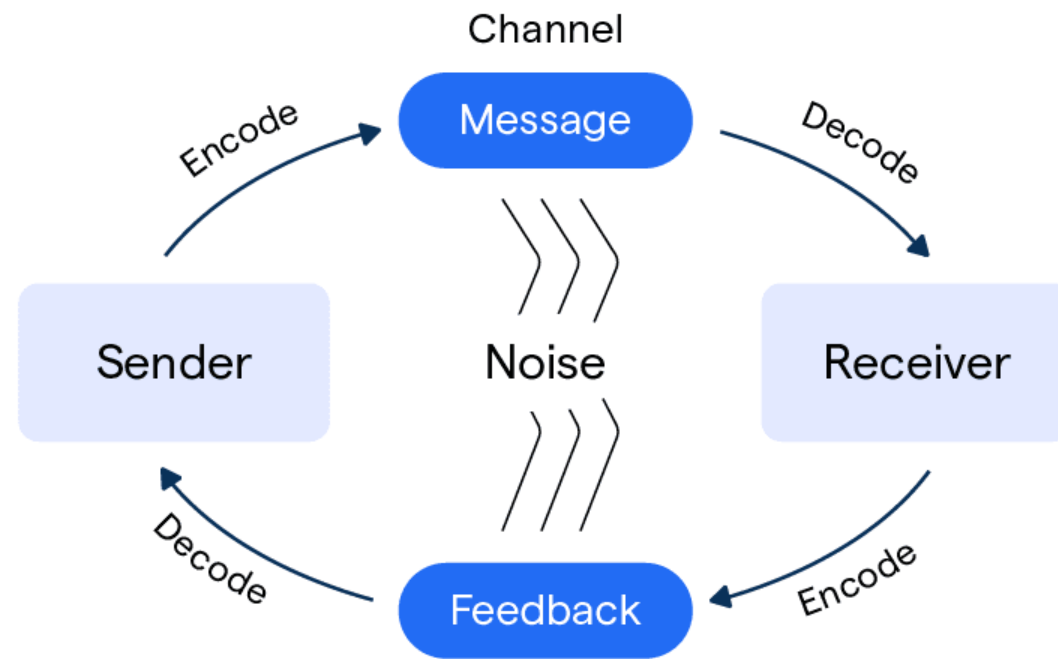 Channel
Message
Encode
Decode
Sender
Noise
Receiver
Decode
Encode
Feedback